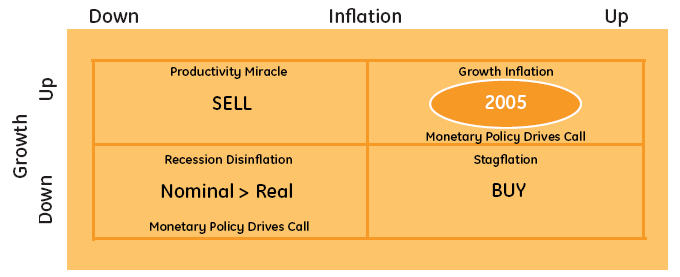 Down Inflation Up
Growth
Up
Productivity Miracle
SELL
Growth Inflation
2005
Monetary Policy Drives Call
Down
Recession Disinflation
Nominal > Real
Monetary Policy Drives Call
Stagflation
BUY